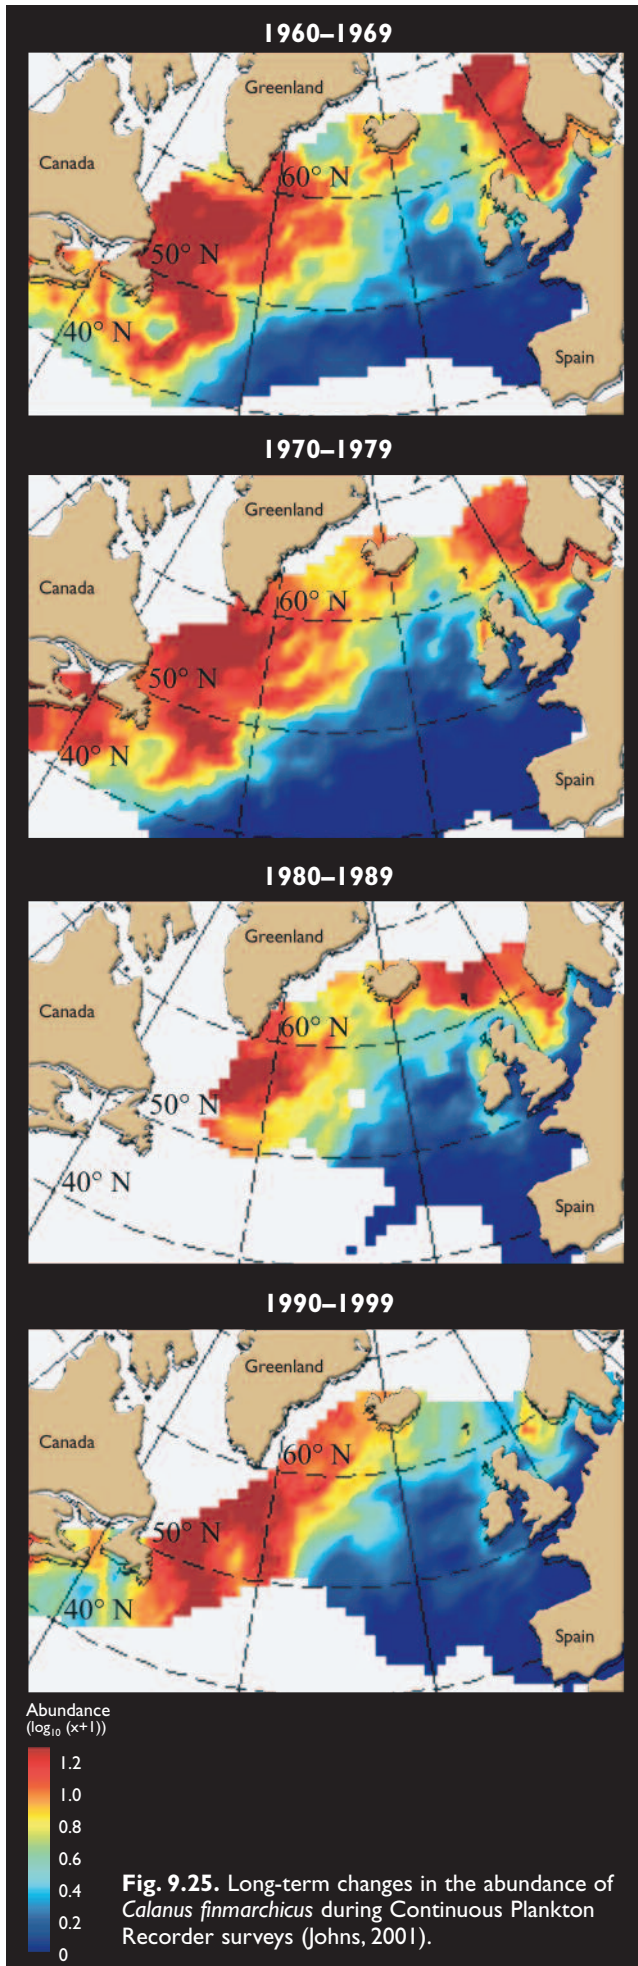 1960–1969
Greenland
Canada
60° N
50° N
40° N
Spain
1970–1979
Greenland
Canada
60° N
50° N
40° N
Spain
1980–1989
Greenland
Canada
60° N
50° N
40° N
Spain
1990–1999
Greenland
Canada
60° N
50° N
40° N
Spain
Abundance
(log₁₀ (x+1))
1.2
1.0
0.8
0.6
0.4
0.2
0
Fig. 9.25. Long-term changes in the abundance of
Calanus finmarchicus during Continuous Plankton
Recorder surveys (Johns, 2001).